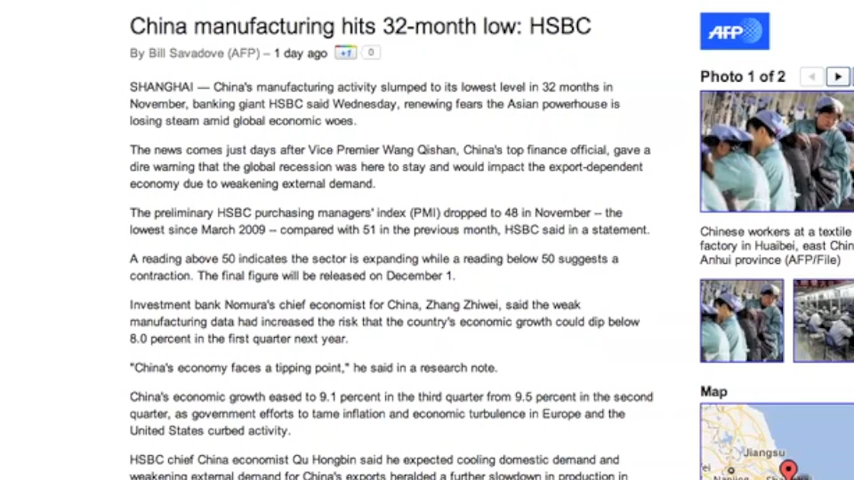 China manufacturing hits 32-month low: HSBC
By Bill Savadove (AFP) – 1 day ago
+1
0
SHANGHAI — China's manufacturing activity slumped to its lowest level in 32 months in
November, banking giant HSBC said Wednesday, renewing fears the Asian powerhouse is
losing steam amid global economic woes.
The news comes just days after Vice Premier Wang Qishan, China's top finance official, gave a
dire warning that the global recession was here to stay and would impact the export-dependent
economy due to weakening external demand.
The preliminary HSBC purchasing managers' index (PMI) dropped to 48 in November -- the
lowest since March 2009 -- compared with 51 in the previous month, HSBC said in a statement.
A reading above 50 indicates the sector is expanding while a reading below 50 suggests a
contraction. The final figure will be released on December 1.
Investment bank Nomura's chief economist for China, Zhang Zhiwei, said the weak
manufacturing data had increased the risk that the country's economic growth could dip below
8.0 percent in the first quarter next year.
"China's economy faces a tipping point," he said in a research note.
China's economic growth eased to 9.1 percent in the third quarter from 9.5 percent in the second
quarter, as government efforts to tame inflation and economic turbulence in Europe and the
United States curbed activity.
HSBC chief China economist Qu Hongbin said he expected cooling domestic demand and
weakening external demand for China's exports heralded a further slowdown in production in
AFP
Photo 1 of 2
Chinese workers at a textile
factory in Huaibei, east Chin
Anhui province (AFP/File)
Map
Jiangsu
ei
Nanjing